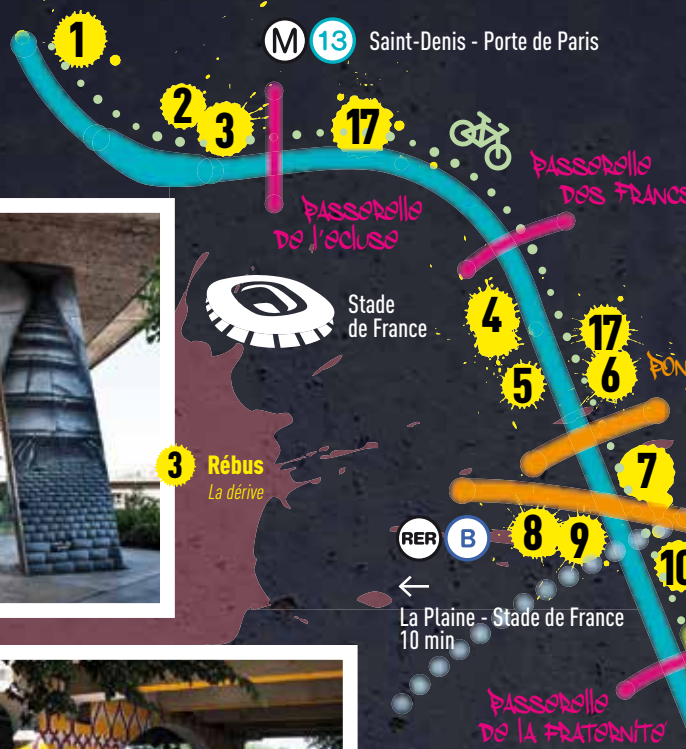 1
M 13 Saint-Denis - Porte de Paris
2
3
17
PASSERELLE
DE L'ECLUSE
PASSERELLE
DES FRANCS
Stade
de France
4
17
5
6
PON
3 Rébus
La dérive
7
RER B
8
9
10
←
La Plaine - Stade de France
10 min
PASSERELLE
DE LA FRATERNITÉ